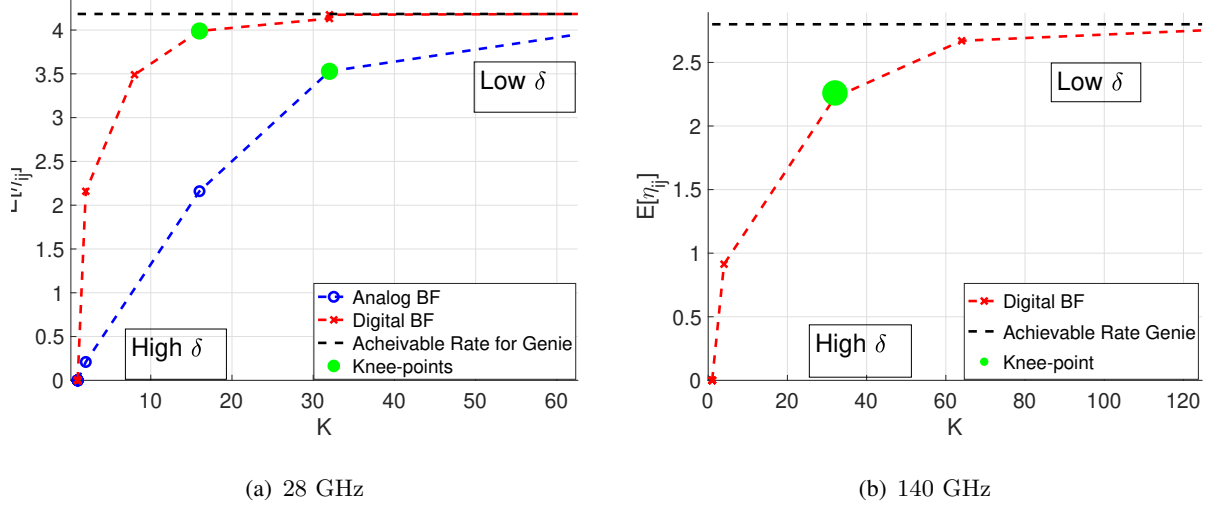 4
3.5
3
2.5
2
1.5
1
0.5
0
10
20
30
40
50
60
K
Low δ
High δ
Analog BF
Digital BF
Acheivable Rate for Genie
Knee-points
(a) 28 GHz
E[η_ij]
2.5
2
1.5
1
0.5
0
0
20
40
60
80
100
120
K
Low δ
High δ
Digital BF
Achievable Rate Genie
Knee-point
(b) 140 GHz